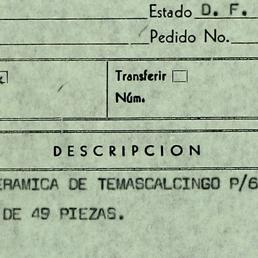 Estado D. F.
Pedido No.
Transferir
Núm.
DESCRIPCION
ERAMICA DE TEMASCALCINGO P/6
DE 49 PIEZAS.